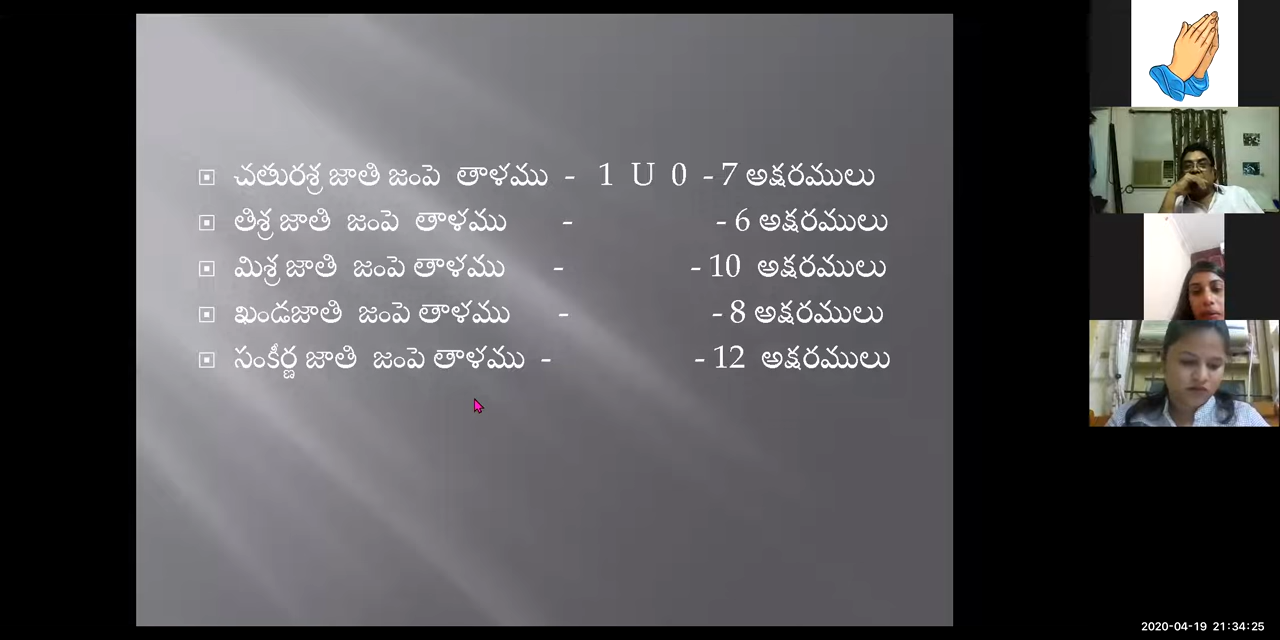 చతురశ్ర జాతి జంపె తాళము - 1 U 0 - 7 అక్షరములు
తిశ్ర జాతి జంపె తాళము - - 6 అక్షరములు
మిశ్ర జాతి జంపె తాళము - - 10 అక్షరములు
ఖండజాతి జంపె తాళము - - 8 అక్షరములు
సంకీర్ణ జాతి జంపె తాళము - - 12 అక్షరములు
2020-04-19 21:34:25